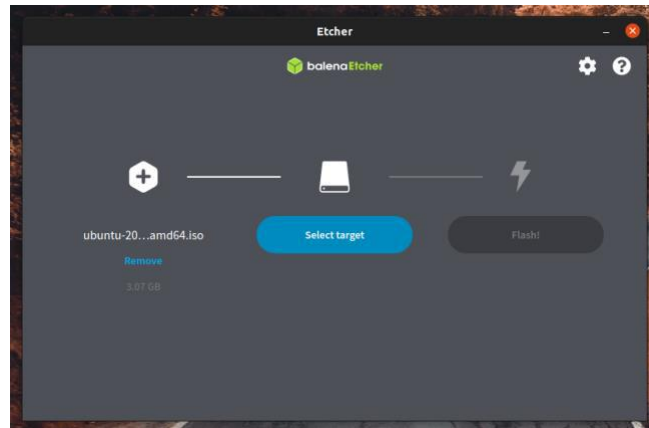 Etcher
balenaEtcher
ubuntu-20...amd64.iso
Remove
3.07 GB
Select target
Flash!